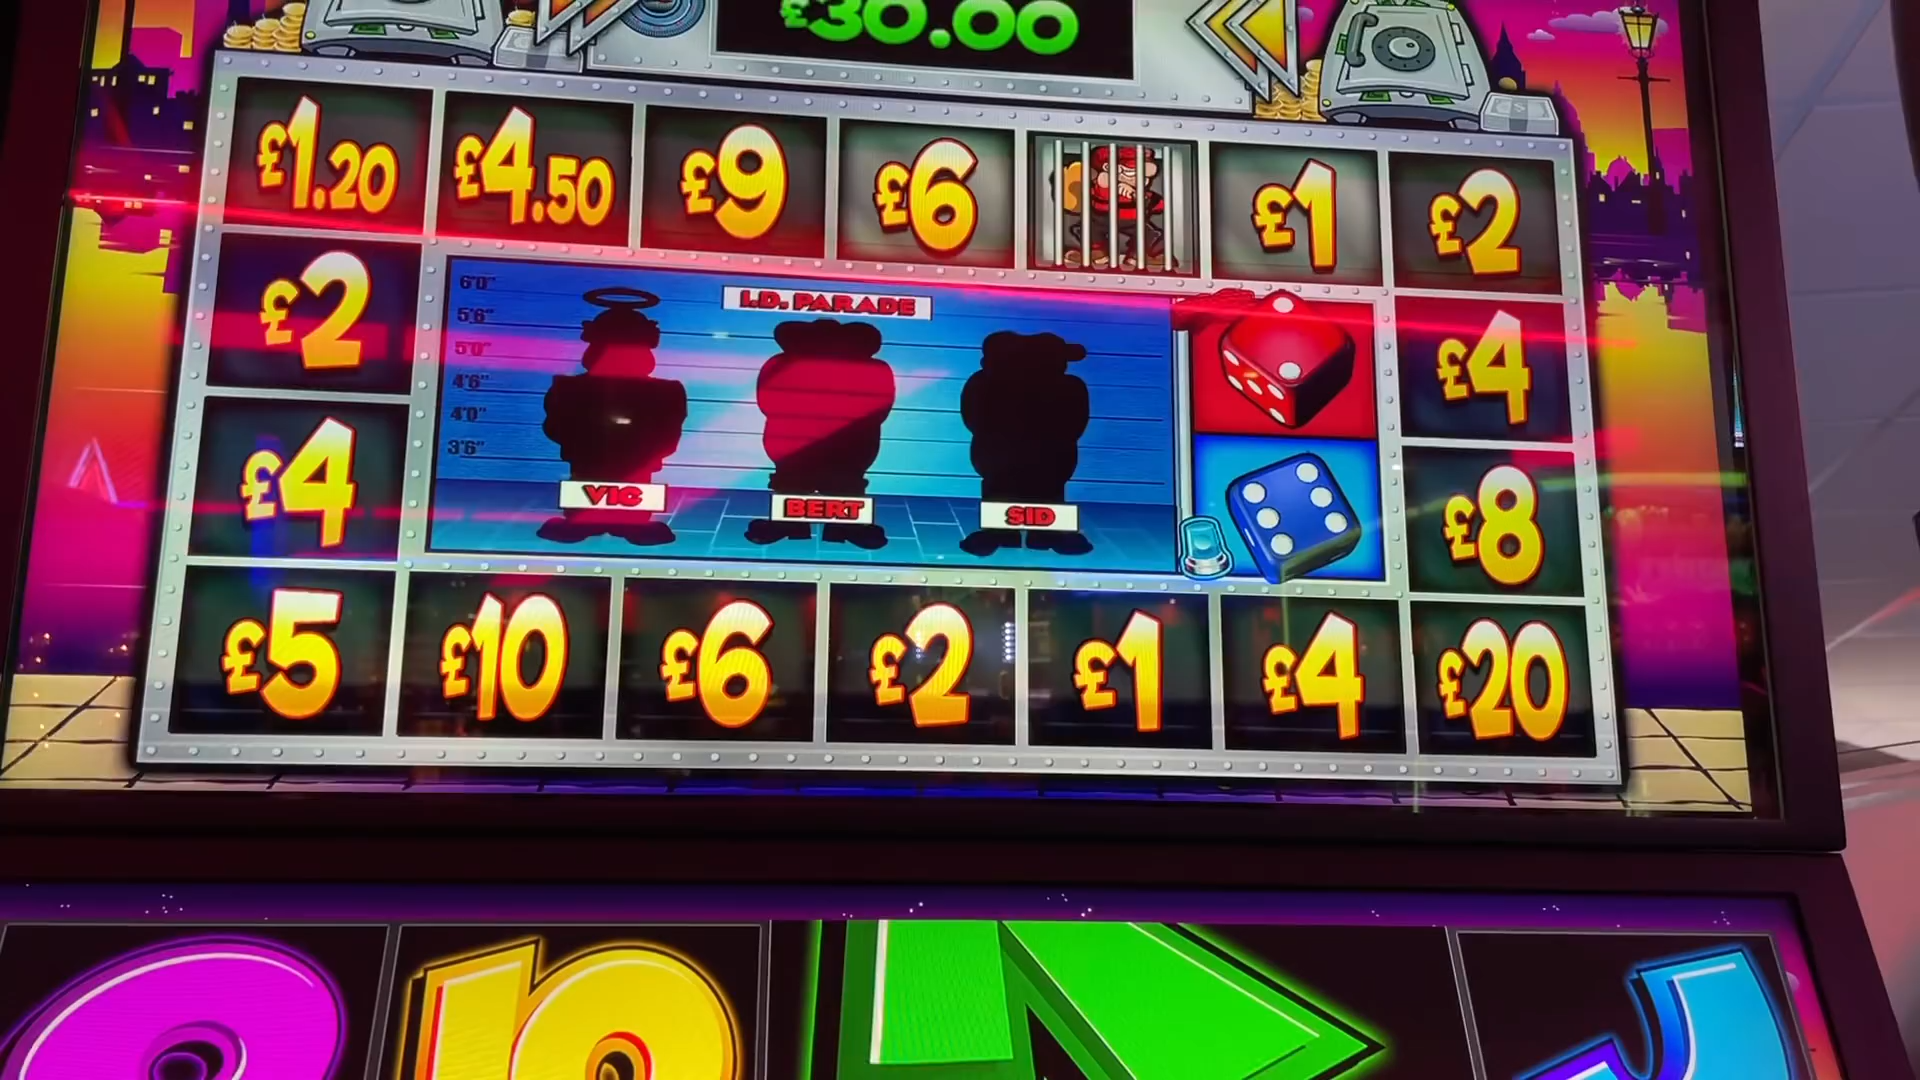 £30.00
£1.20 £4.50 £9 £6 £1 £2
£2
6'0"
I.D. PARADE
5'6"
5'0"
£4
4'6"
4'0"
3'6"
£4
VIC BERT SID
£8
£5 £10 £6 £2 £1 £4 £20
Q 10 A J